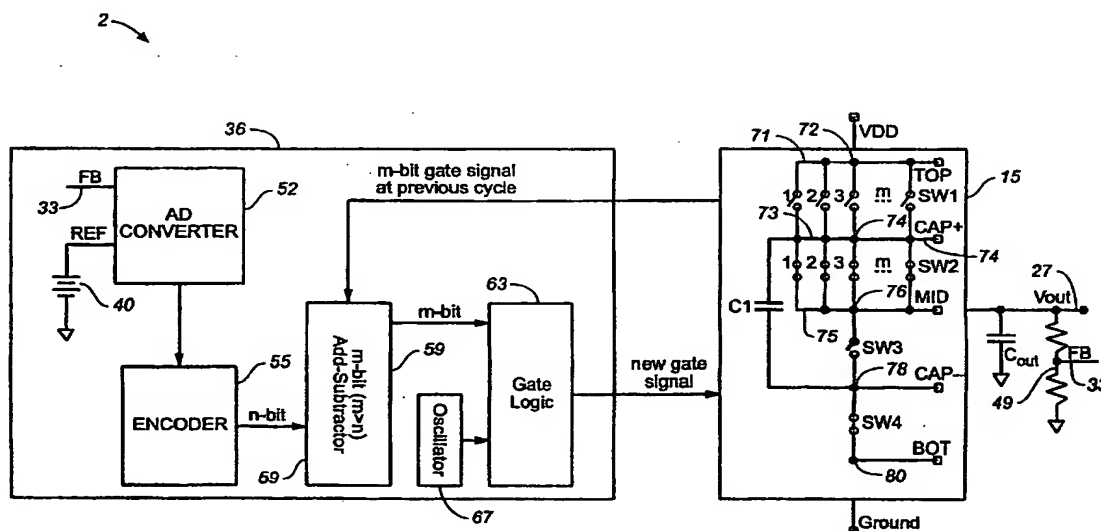 2
36
FB
33
AD
CONVERTER
52
REF
40
55
ENCODER
n-bit
m-bit gate signal
at previous cycle
m-bit (m>n)
Add-Subtractor
59
59
m-bit
63
Gate
Logic
Oscillator
67
new gate
signal
VDD
71
72
TOP
15
1 2 3 m SW1
73
74
CAP+
74
1 2 3 m SW2
C1
75
76
MID
SW3
78
CAP-
SW4
BOT
80
Ground
27
Vout
Cout
FB
49
33